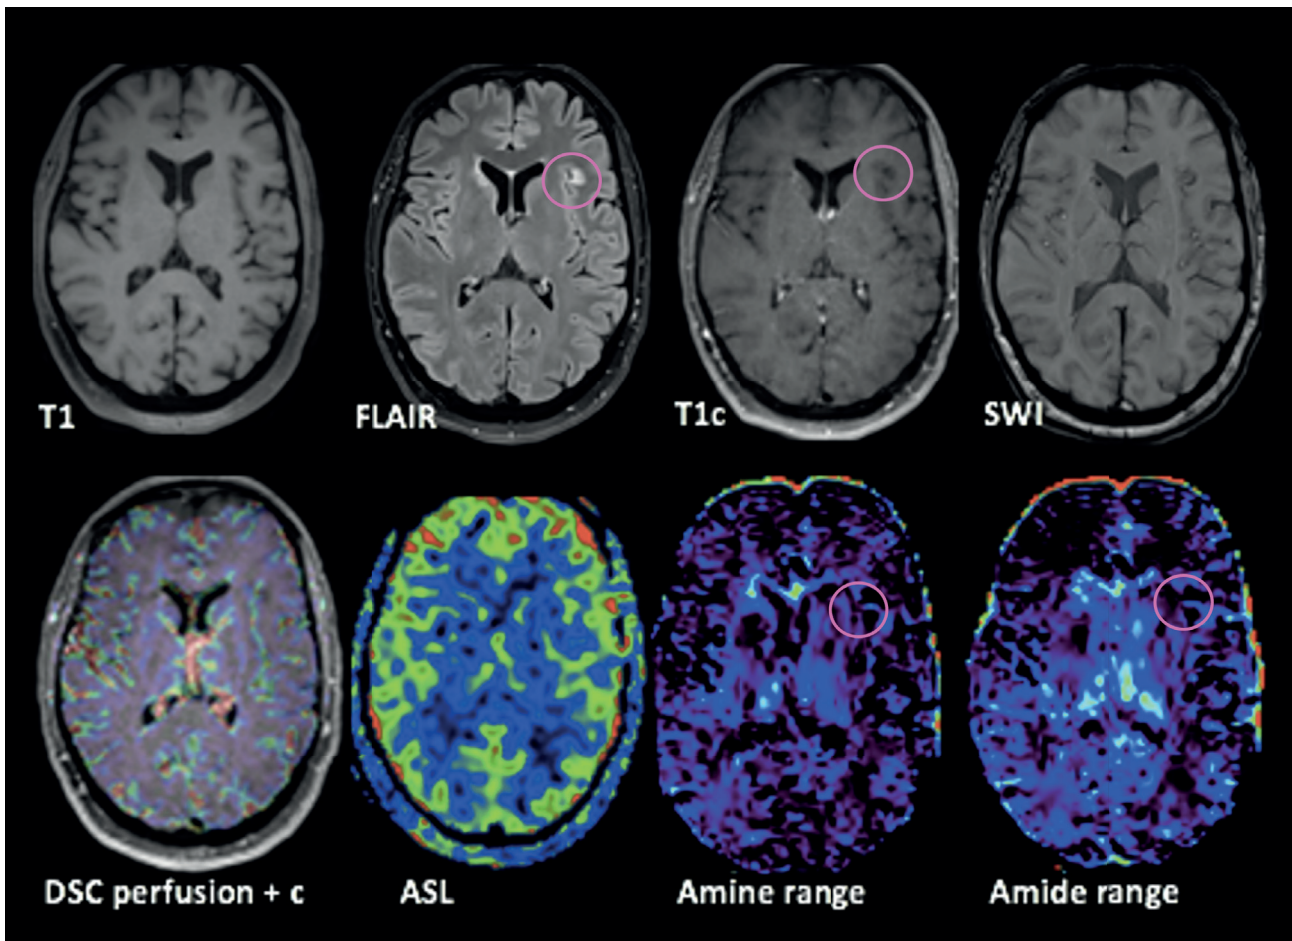 T1
FLAIR
T1c
SWI
DSC perfusion + c
ASL
Amine range
Amide range